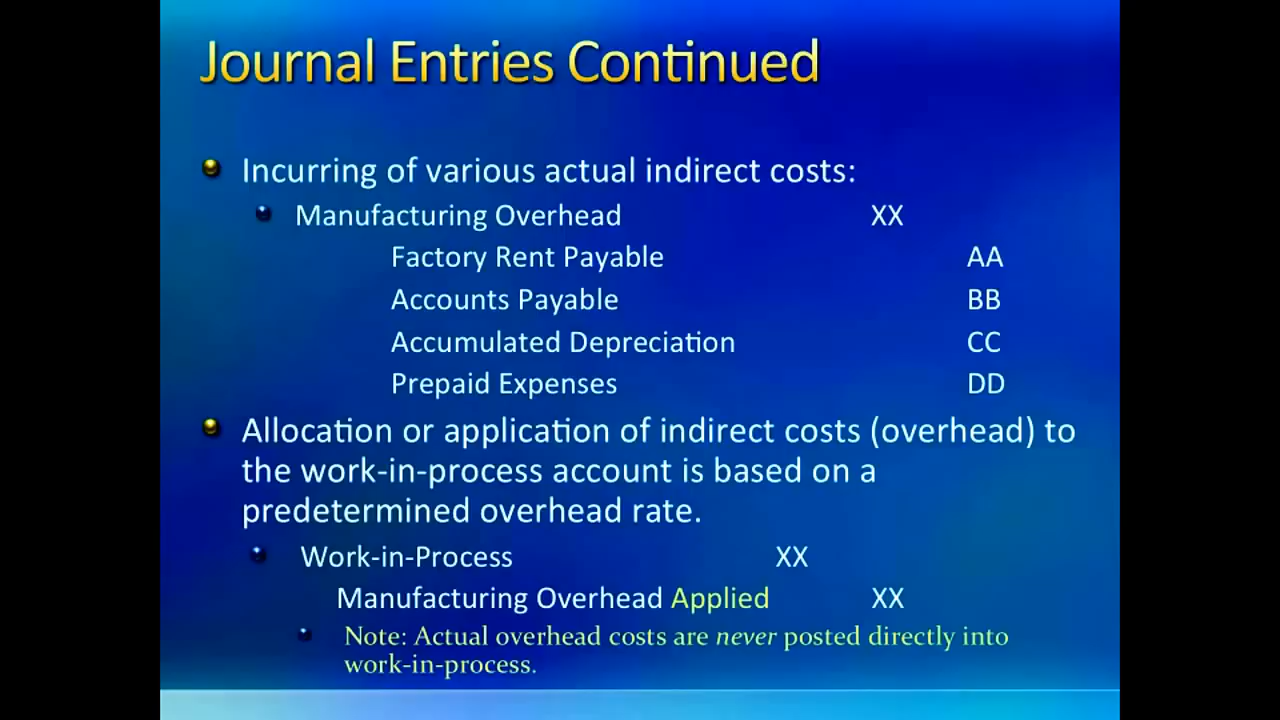 Journal Entries Continued
Incurring of various actual indirect costs:
Manufacturing Overhead XX
Factory Rent Payable AA
Accounts Payable BB
Accumulated Depreciation CC
Prepaid Expenses DD
Allocation or application of indirect costs (overhead) to
the work-in-process account is based on a
predetermined overhead rate.
Work-in-Process XX
Manufacturing Overhead Applied XX
Note: Actual overhead costs are never posted directly into
work-in-process.